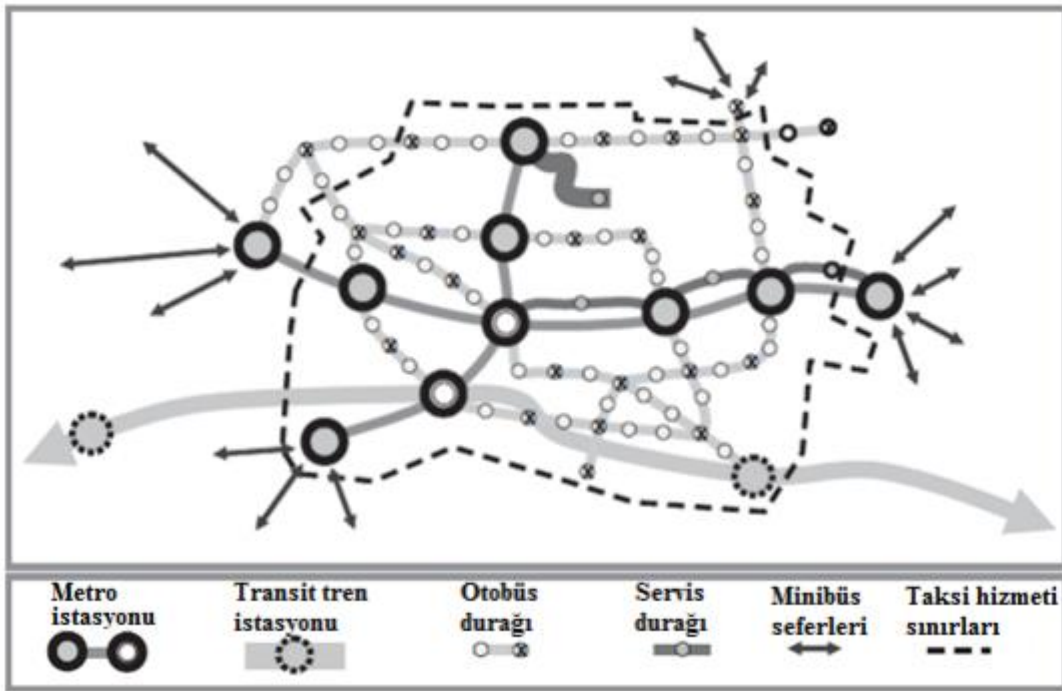 Metro
istasyonu
Transit tren
istasyonu
Otobüs
durağı
Servis
durağı
Minibüs
seferleri
Taksi hizmeti
sınırları